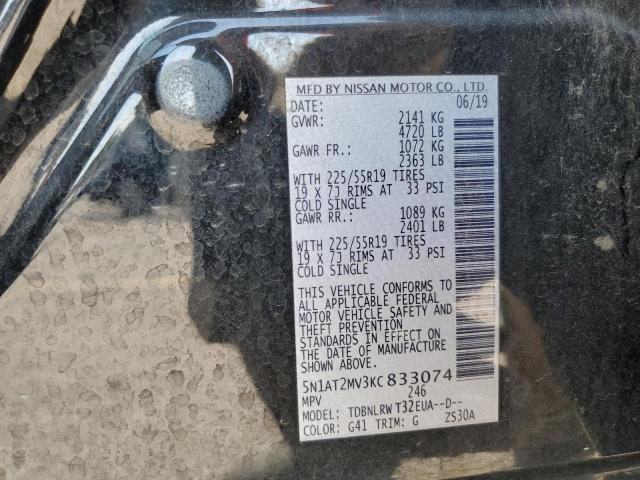 MFD BY NISSAN MOTOR CO., LTD.
DATE: 06/19
GVWR: 2141 KG
4720 LB
GAWR FR.: 1072 KG
2363 LB
WITH 225/55R19 TIRES
19 X 7J RIMS AT 33 PSI
COLD SINGLE
GAWR RR.: 1089 KG
2401 LB
WITH 225/55R19 TIRES
19 X 7J RIMS AT 33 PSI
COLD SINGLE
THIS VEHICLE CONFORMS TO
ALL APPLICABLE FEDERAL
MOTOR VEHICLE SAFETY AND
THEFT PREVENTION
STANDARDS IN EFFECT ON THE
DATE OF MANUFACTURE
SHOWN ABOVE.
5N1AT2MV3KC833074
MPV 246
MODEL: TDBNLRW T32EUA--D--
COLOR: G41 TRIM: G ZS30A